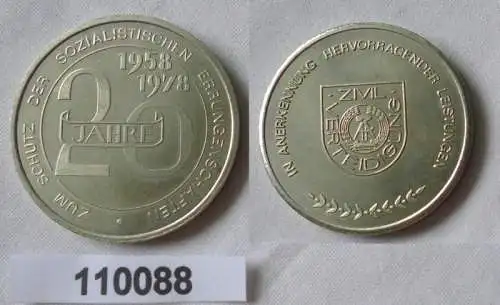 ZUM SCHUTZ DER SOZIALISTISCHEN ERRUNGENSCHAFTEN
1958
1978
20
JAHRE
IN ANERKENNUNG HERVORRAGENDER LEISTUNGEN
ZIVIL
VERTEIDIGUNG
110088